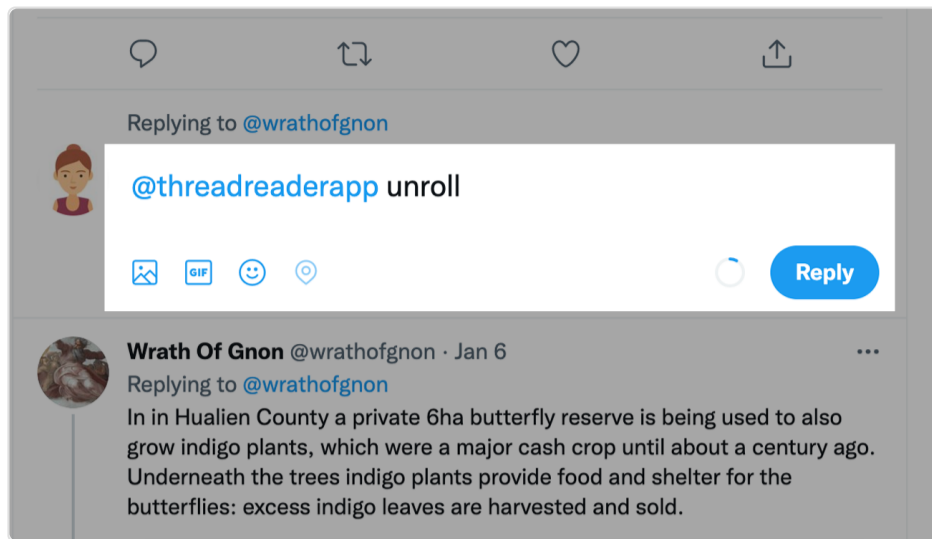 Replying to @wrathofgnon
@threadreaderapp unroll
GIF
Reply
Wrath Of Gnon @wrathofgnon · Jan 6
Replying to @wrathofgnon
In in Hualien County a private 6ha butterfly reserve is being used to also
grow indigo plants, which were a major cash crop until about a century ago.
Underneath the trees indigo plants provide food and shelter for the
butterflies: excess indigo leaves are harvested and sold.